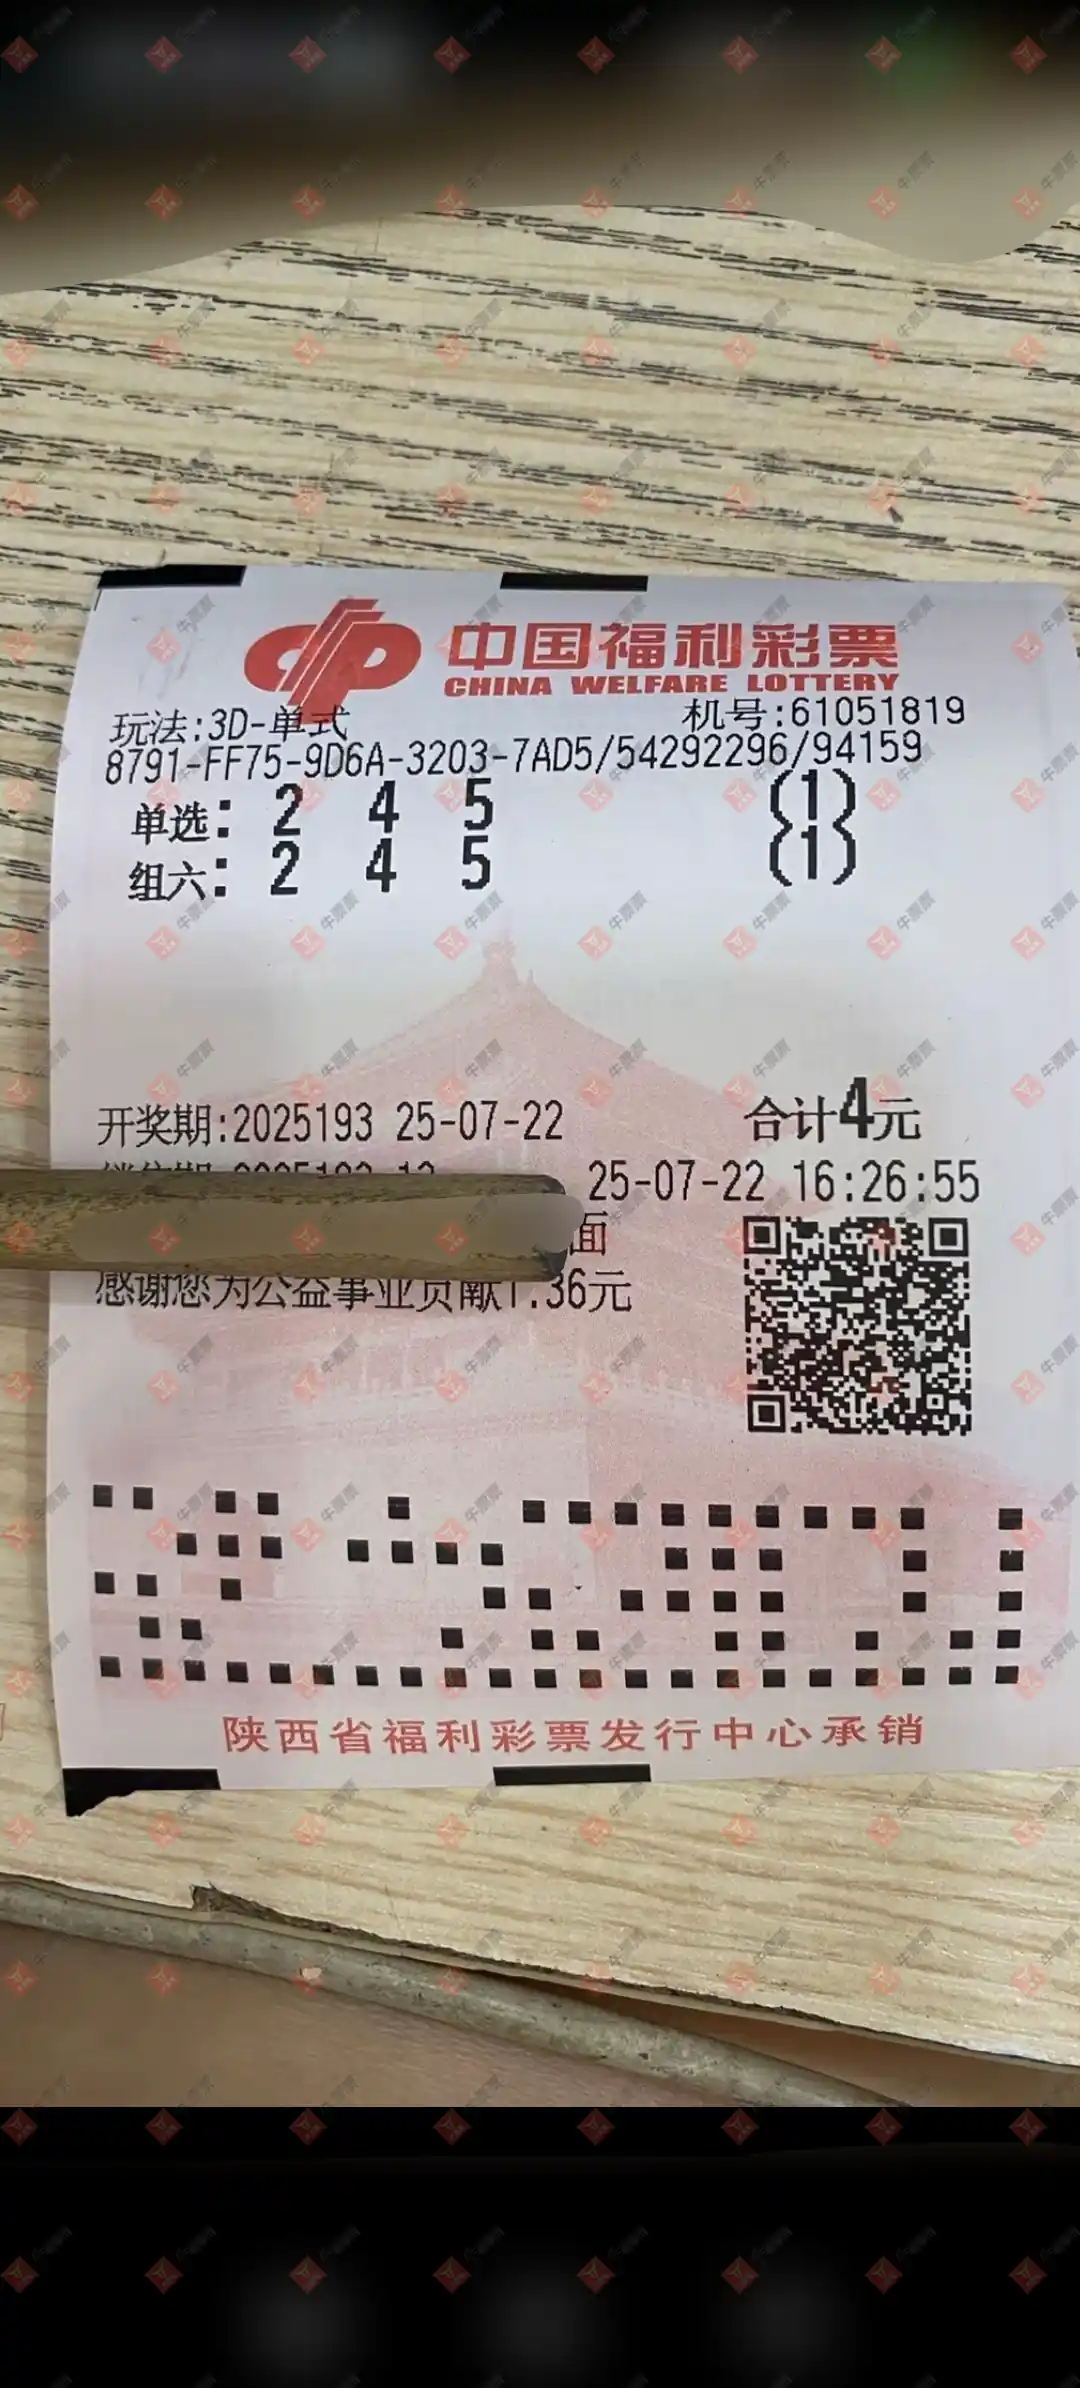 中国福利彩票
CHINA WELFARE LOTTERY
玩法:3D-单式 机号:61051819
8791-FF75-9D6A-3203-7AD5/54292296/94159
单选: 2 4 5 (1)
组六: 2 4 5 (1)
开奖期:2025193 25-07-22 合计4元
25-07-22 16:26:55
面
感谢您为公益事业贡献1.36元
陕西省福利彩票发行中心承销
牛票票